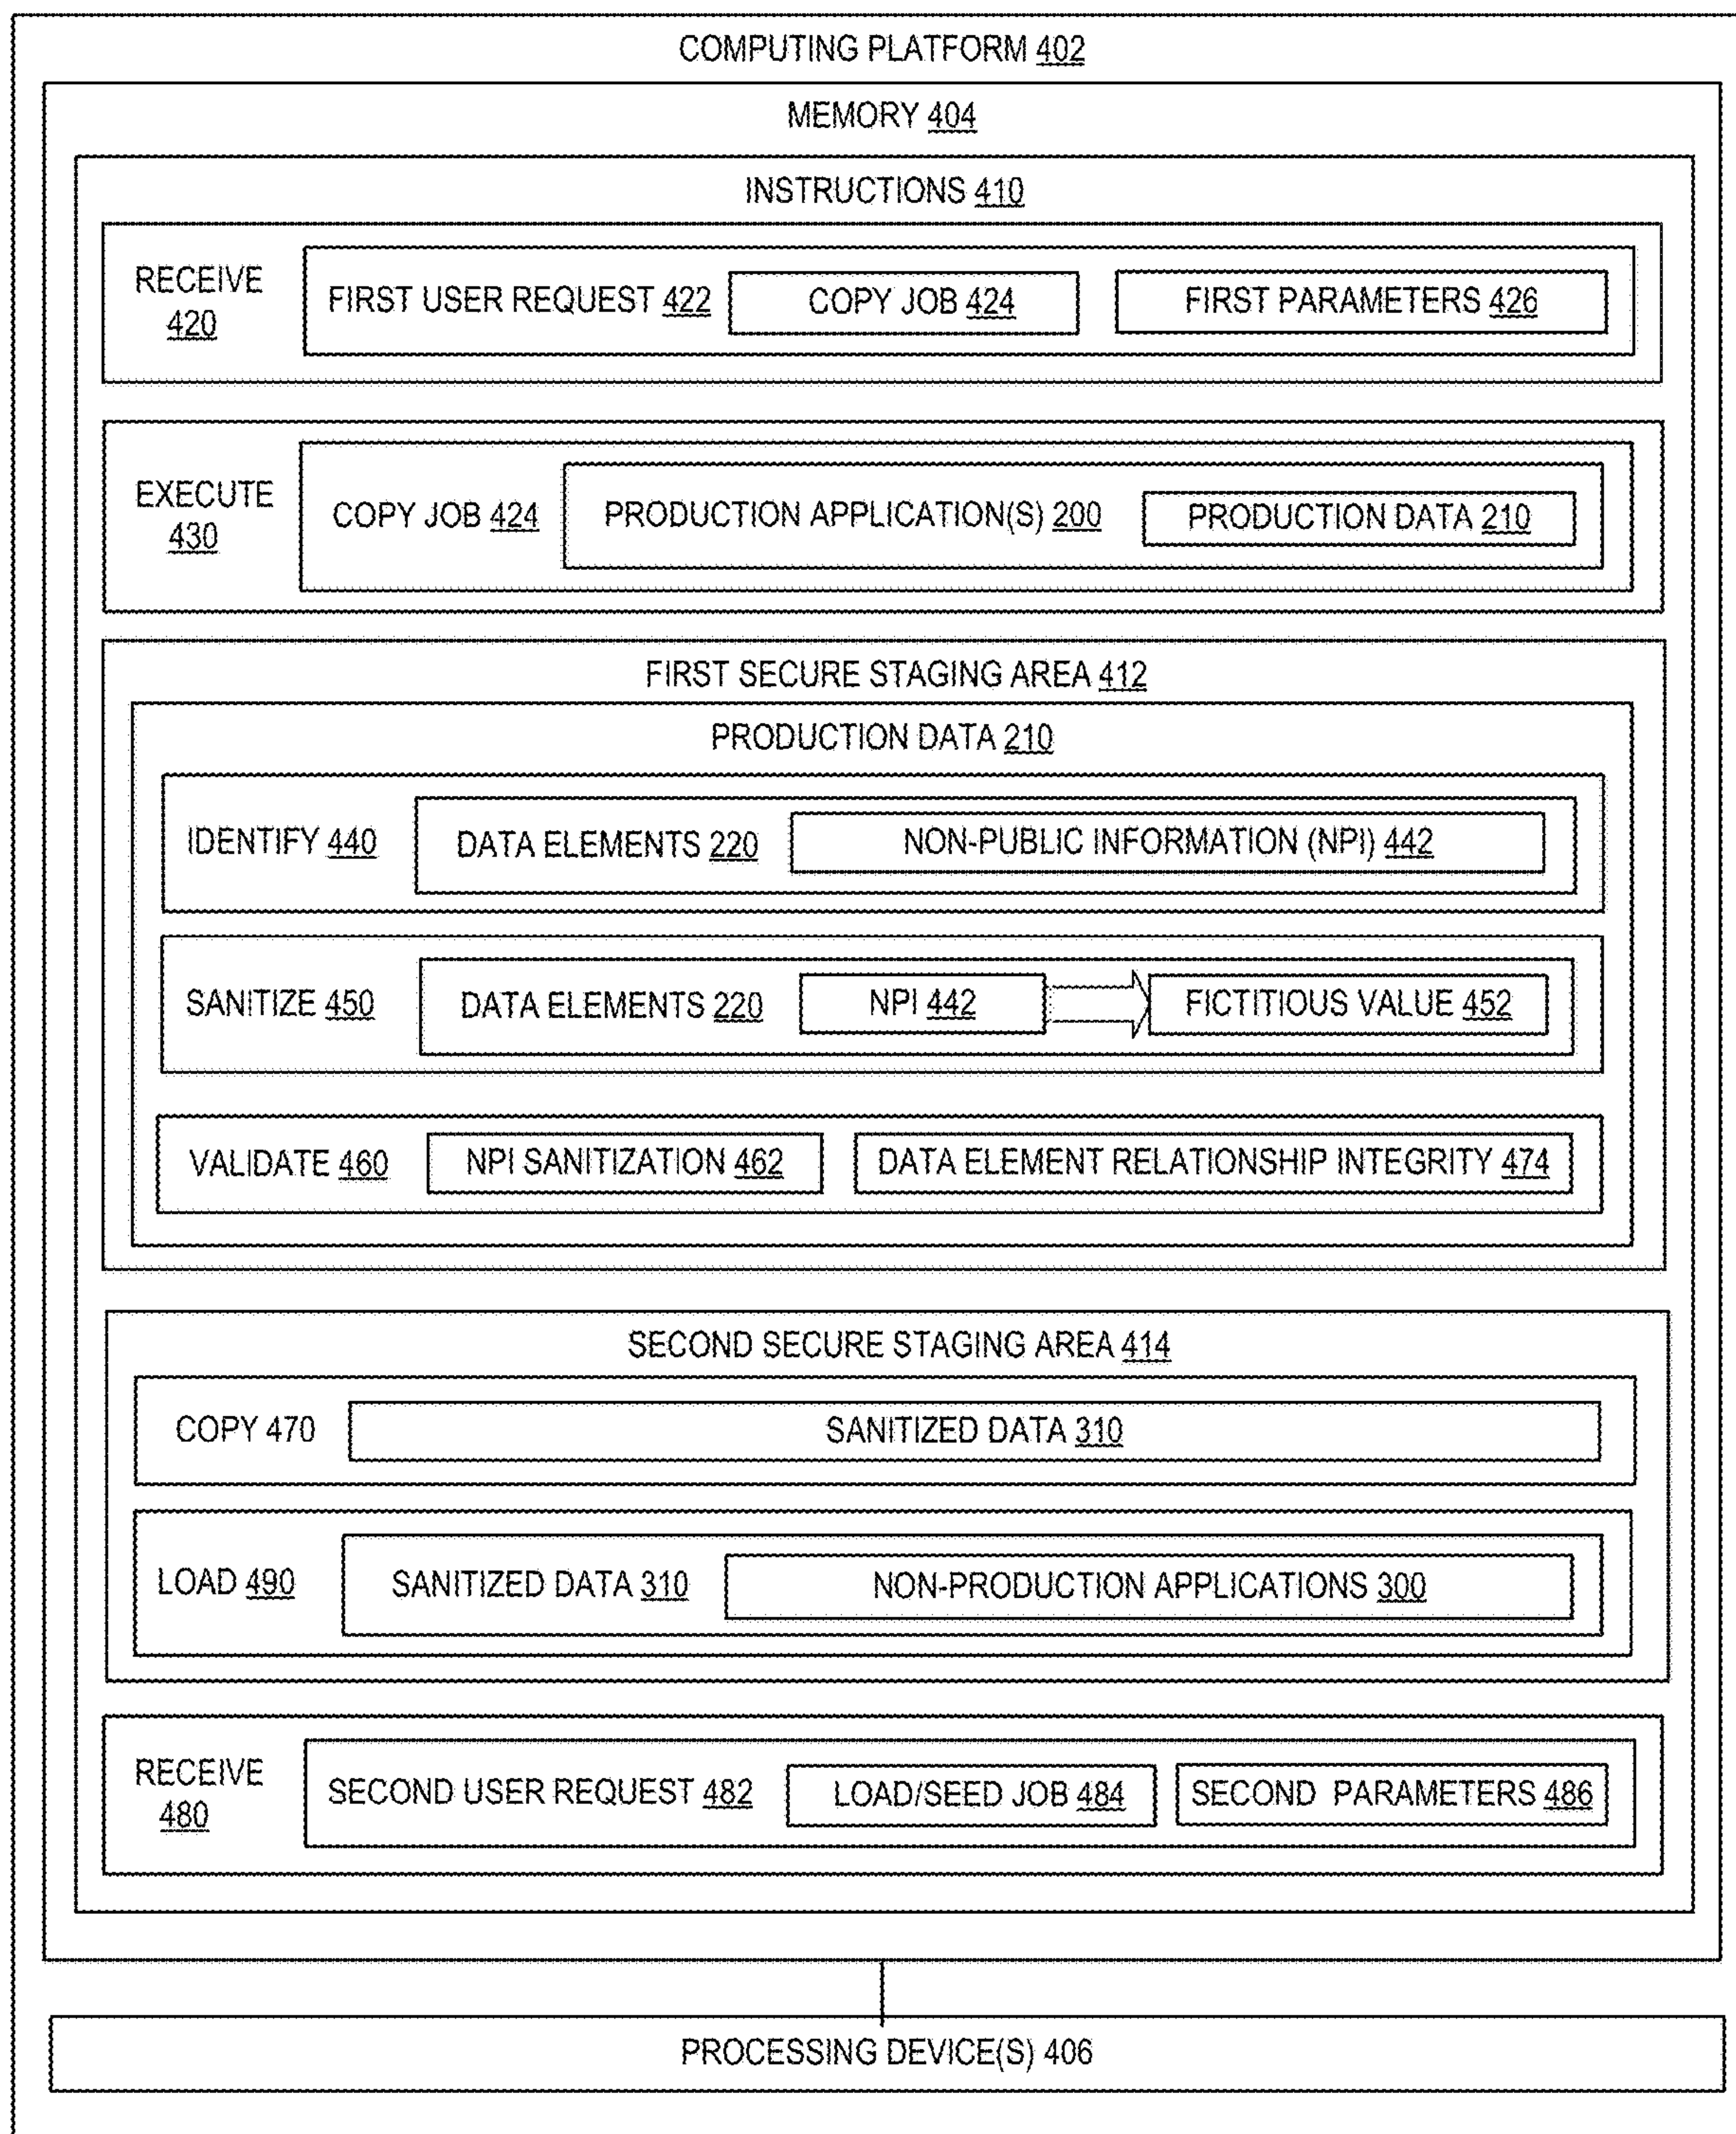 COMPUTING PLATFORM 402
MEMORY 404
INSTRUCTIONS 410
RECEIVE
420
FIRST USER REQUEST 422
COPY JOB 424
FIRST PARAMETERS 426
EXECUTE
430
COPY JOB 424
PRODUCTION APPLICATION(S) 200
PRODUCTION DATA 210
FIRST SECURE STAGING AREA 412
PRODUCTION DATA 210
IDENTIFY 440
DATA ELEMENTS 220
NON-PUBLIC INFORMATION (NPI) 442
SANITIZE 450
DATA ELEMENTS 220
NPI 442
FICTITIOUS VALUE 452
VALIDATE 460
NPI SANITIZATION 462
DATA ELEMENT RELATIONSHIP INTEGRITY 474
SECOND SECURE STAGING AREA 414
COPY 470
SANITIZED DATA 310
LOAD 490
SANITIZED DATA 310
NON-PRODUCTION APPLICATIONS 300
RECEIVE
480
SECOND USER REQUEST 482
LOAD/SEED JOB 484
SECOND PARAMETERS 486
PROCESSING DEVICE(S) 406